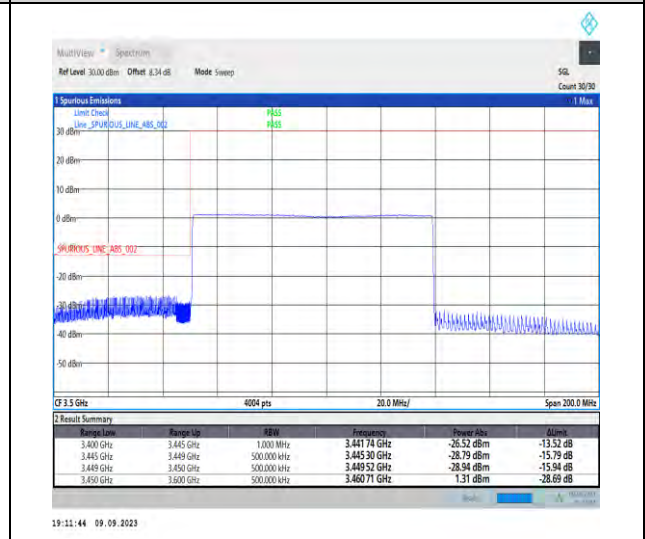 MultiView Spectrum
Ref Level 30.00 dBm Offset 8.34 dB Mode Sweep SGL
Count 30/30
1 Spurious Emissions 1 Max
Limit Check PASS
Line _SPURIOUS_LINE_ABS_002 PASS
30 dBm
20 dBm
10 dBm
0 dBm
_SPURIOUS_LINE_ABS_002
-20 dBm
-30 dBm
-40 dBm
-50 dBm
CF 3.5 GHz 4004 pts 20.0 MHz/ Span 200.0 MHz
2 Result Summary
Range Low Range Up RBW Frequency Power Abs ΔLimit
3.400 GHz 3.445 GHz 1.000 MHz 3.441 74 GHz -26.52 dBm -13.52 dB
3.445 GHz 3.449 GHz 500.000 kHz 3.445 30 GHz -28.79 dBm -15.79 dB
3.449 GHz 3.450 GHz 500.000 kHz 3.449 52 GHz -28.94 dBm -15.94 dB
3.450 GHz 3.600 GHz 500.000 kHz 3.460 71 GHz 1.31 dBm -28.69 dB
19:11:44 09.09.2023